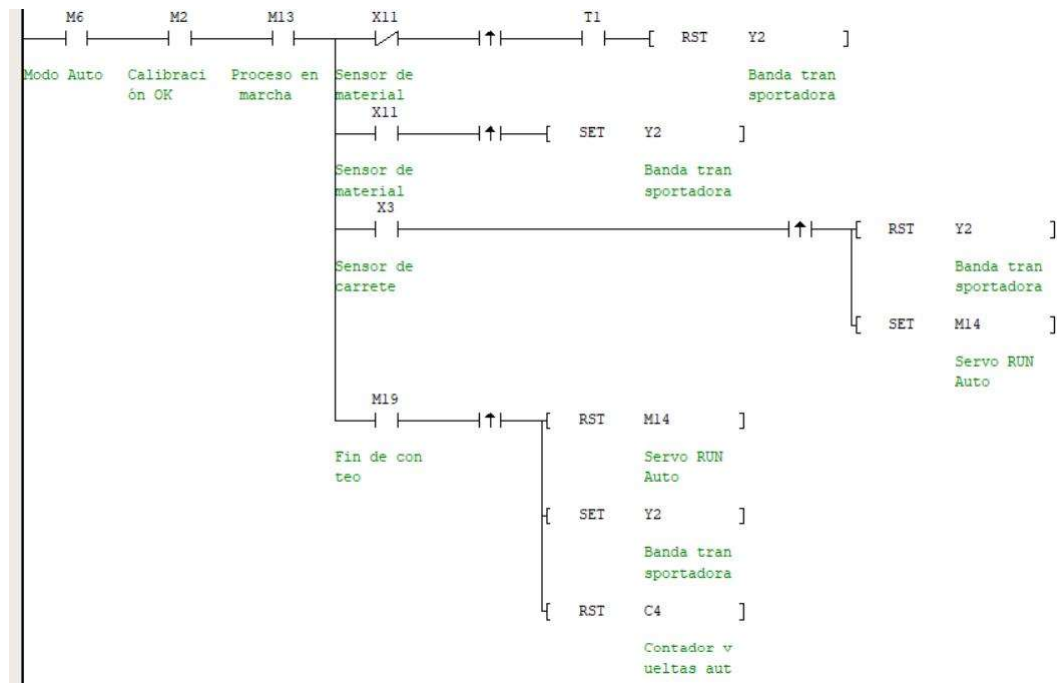 M6 M2 M13 X11 T1
RST Y2
Modo Auto Calibraci Proceso en Sensor de Banda tran
ón OK marcha material sportadora
X11
SET Y2
Sensor de Banda tran
material sportadora
X3
RST Y2
Sensor de Banda tran
carrete sportadora
SET M14
Servo RUN
Auto
M19
RST M14
Fin de con Servo RUN
teo Auto
SET Y2
Banda tran
sportadora
RST C4
Contador v
ueltas aut